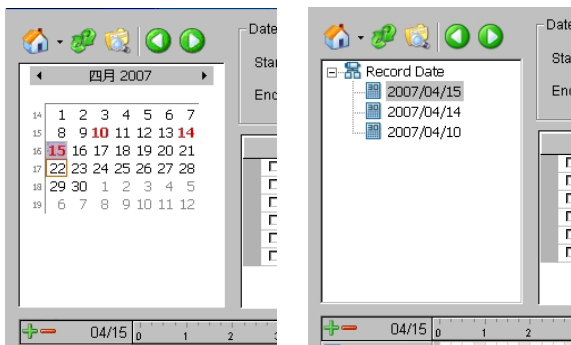 Date
Star
End
四月 2007
14 1 2 3 4 5 6 7
15 8 9 10 11 12 13 14
16 15 16 17 18 19 20 21
17 22 23 24 25 26 27 28
18 29 30 1 2 3 4 5
19 6 7 8 9 10 11 12
04/15 0 1 2
Date
Sta
End
Record Date
2007/04/15
2007/04/14
2007/04/10
04/15 0 1 2